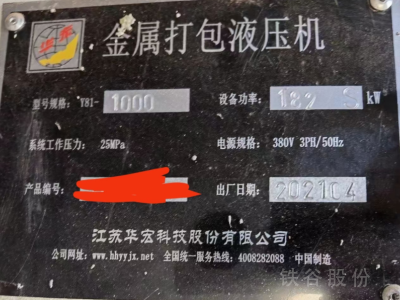 华宏
金属打包液压机
型号规格: Y81- 1000 设备功率: kW
系统工作压力: 25MPa 电源规格: 380V 3PH/50Hz
产品编号: 出厂日期: 202104
江苏华宏科技股份有限公司
公司网址: www.hhyyjx.net 全国统一服务热线: 4008282088 中国制造
铁谷股份